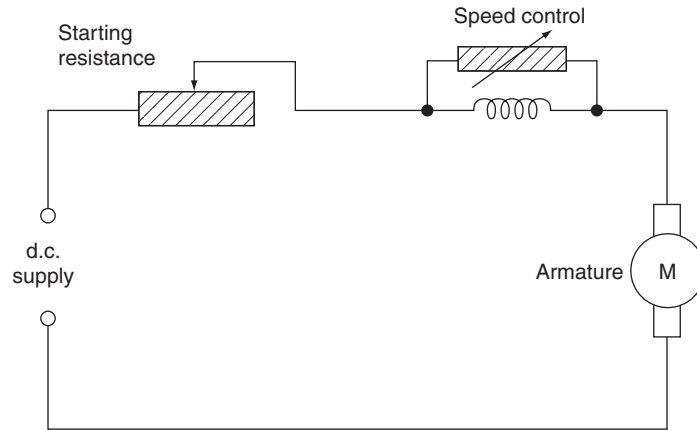 Speed control
Starting
resistance
d.c.
supply
Armature
M